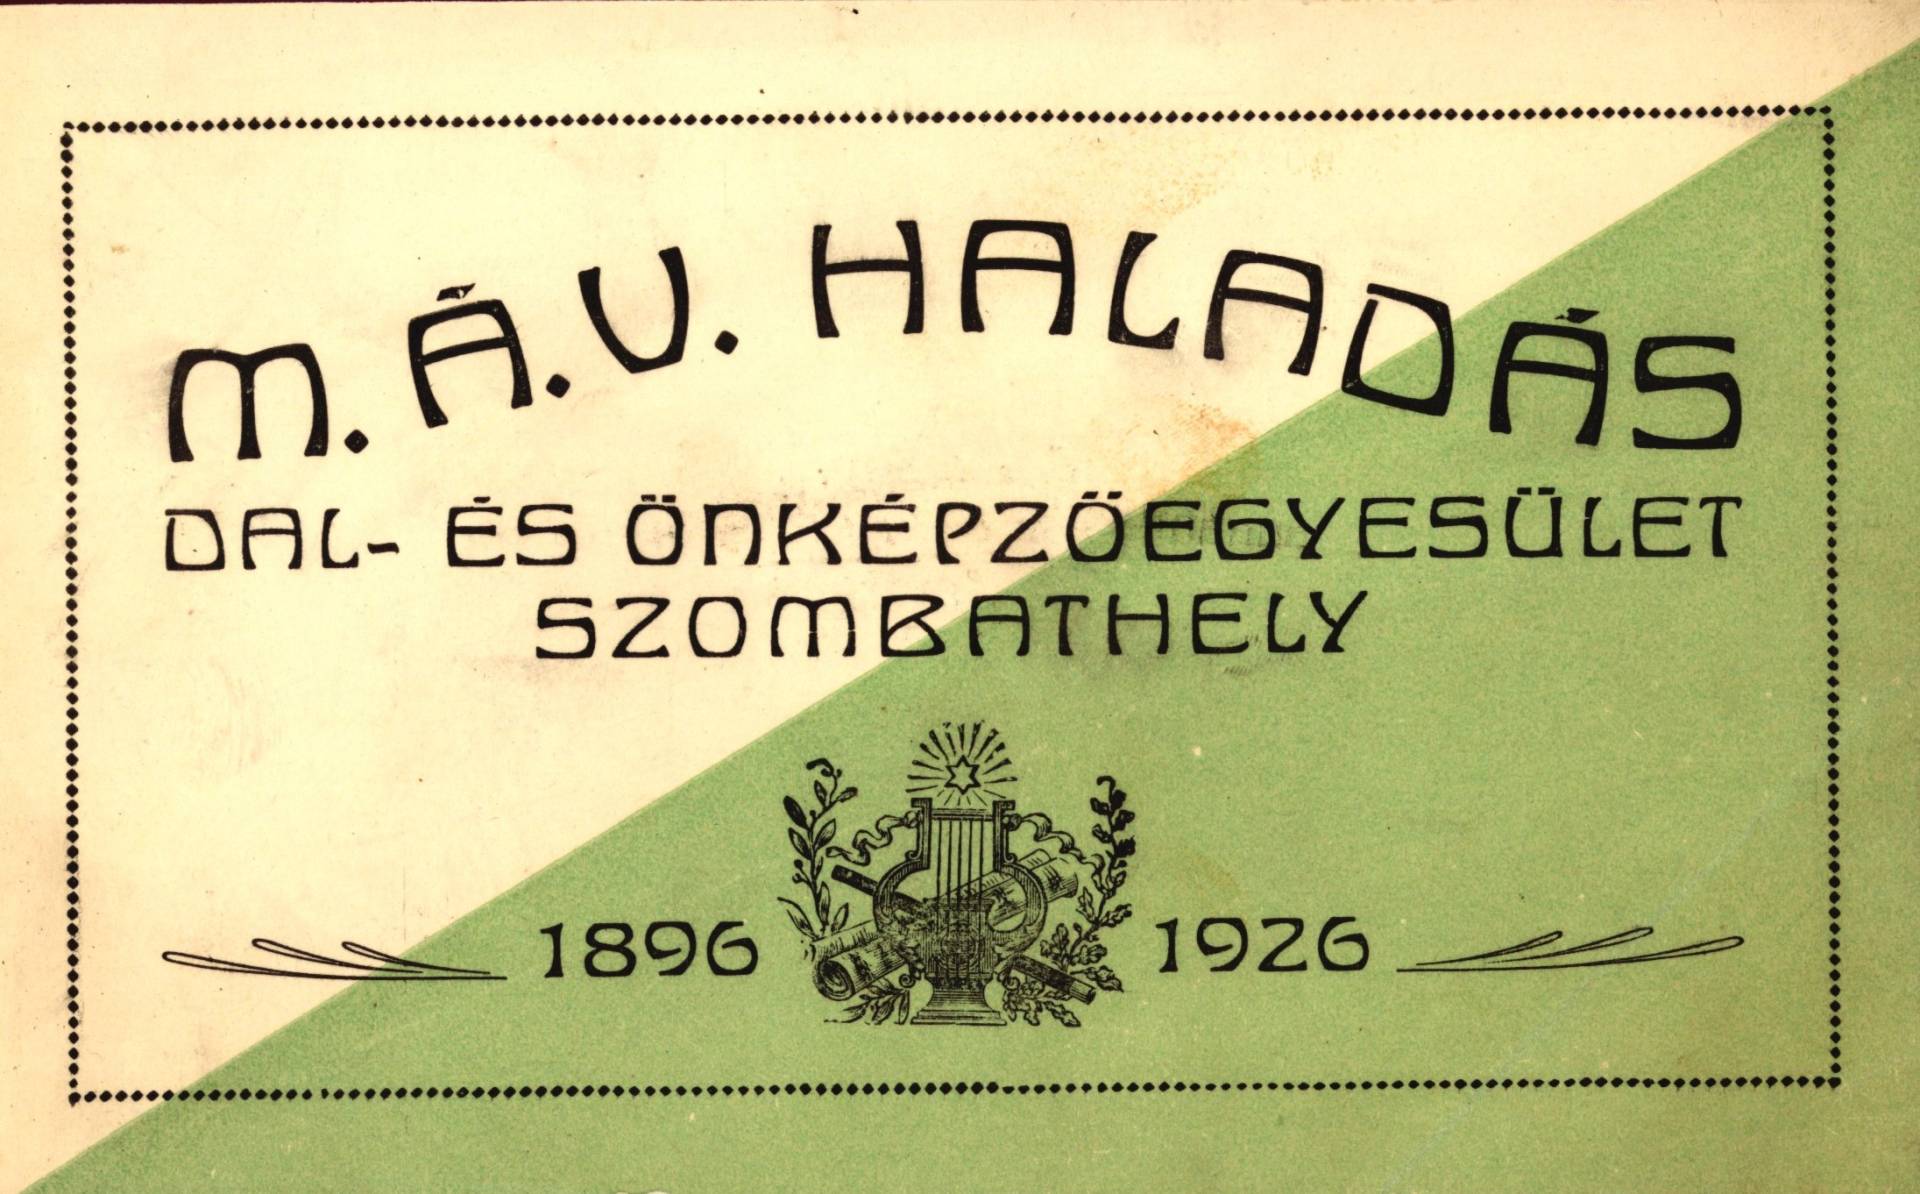 M. Á. V. HALADÁS
DAL- ÉS ÖNKÉPZŐEGYESÜLET
SZOMBATHELY
1896 1926